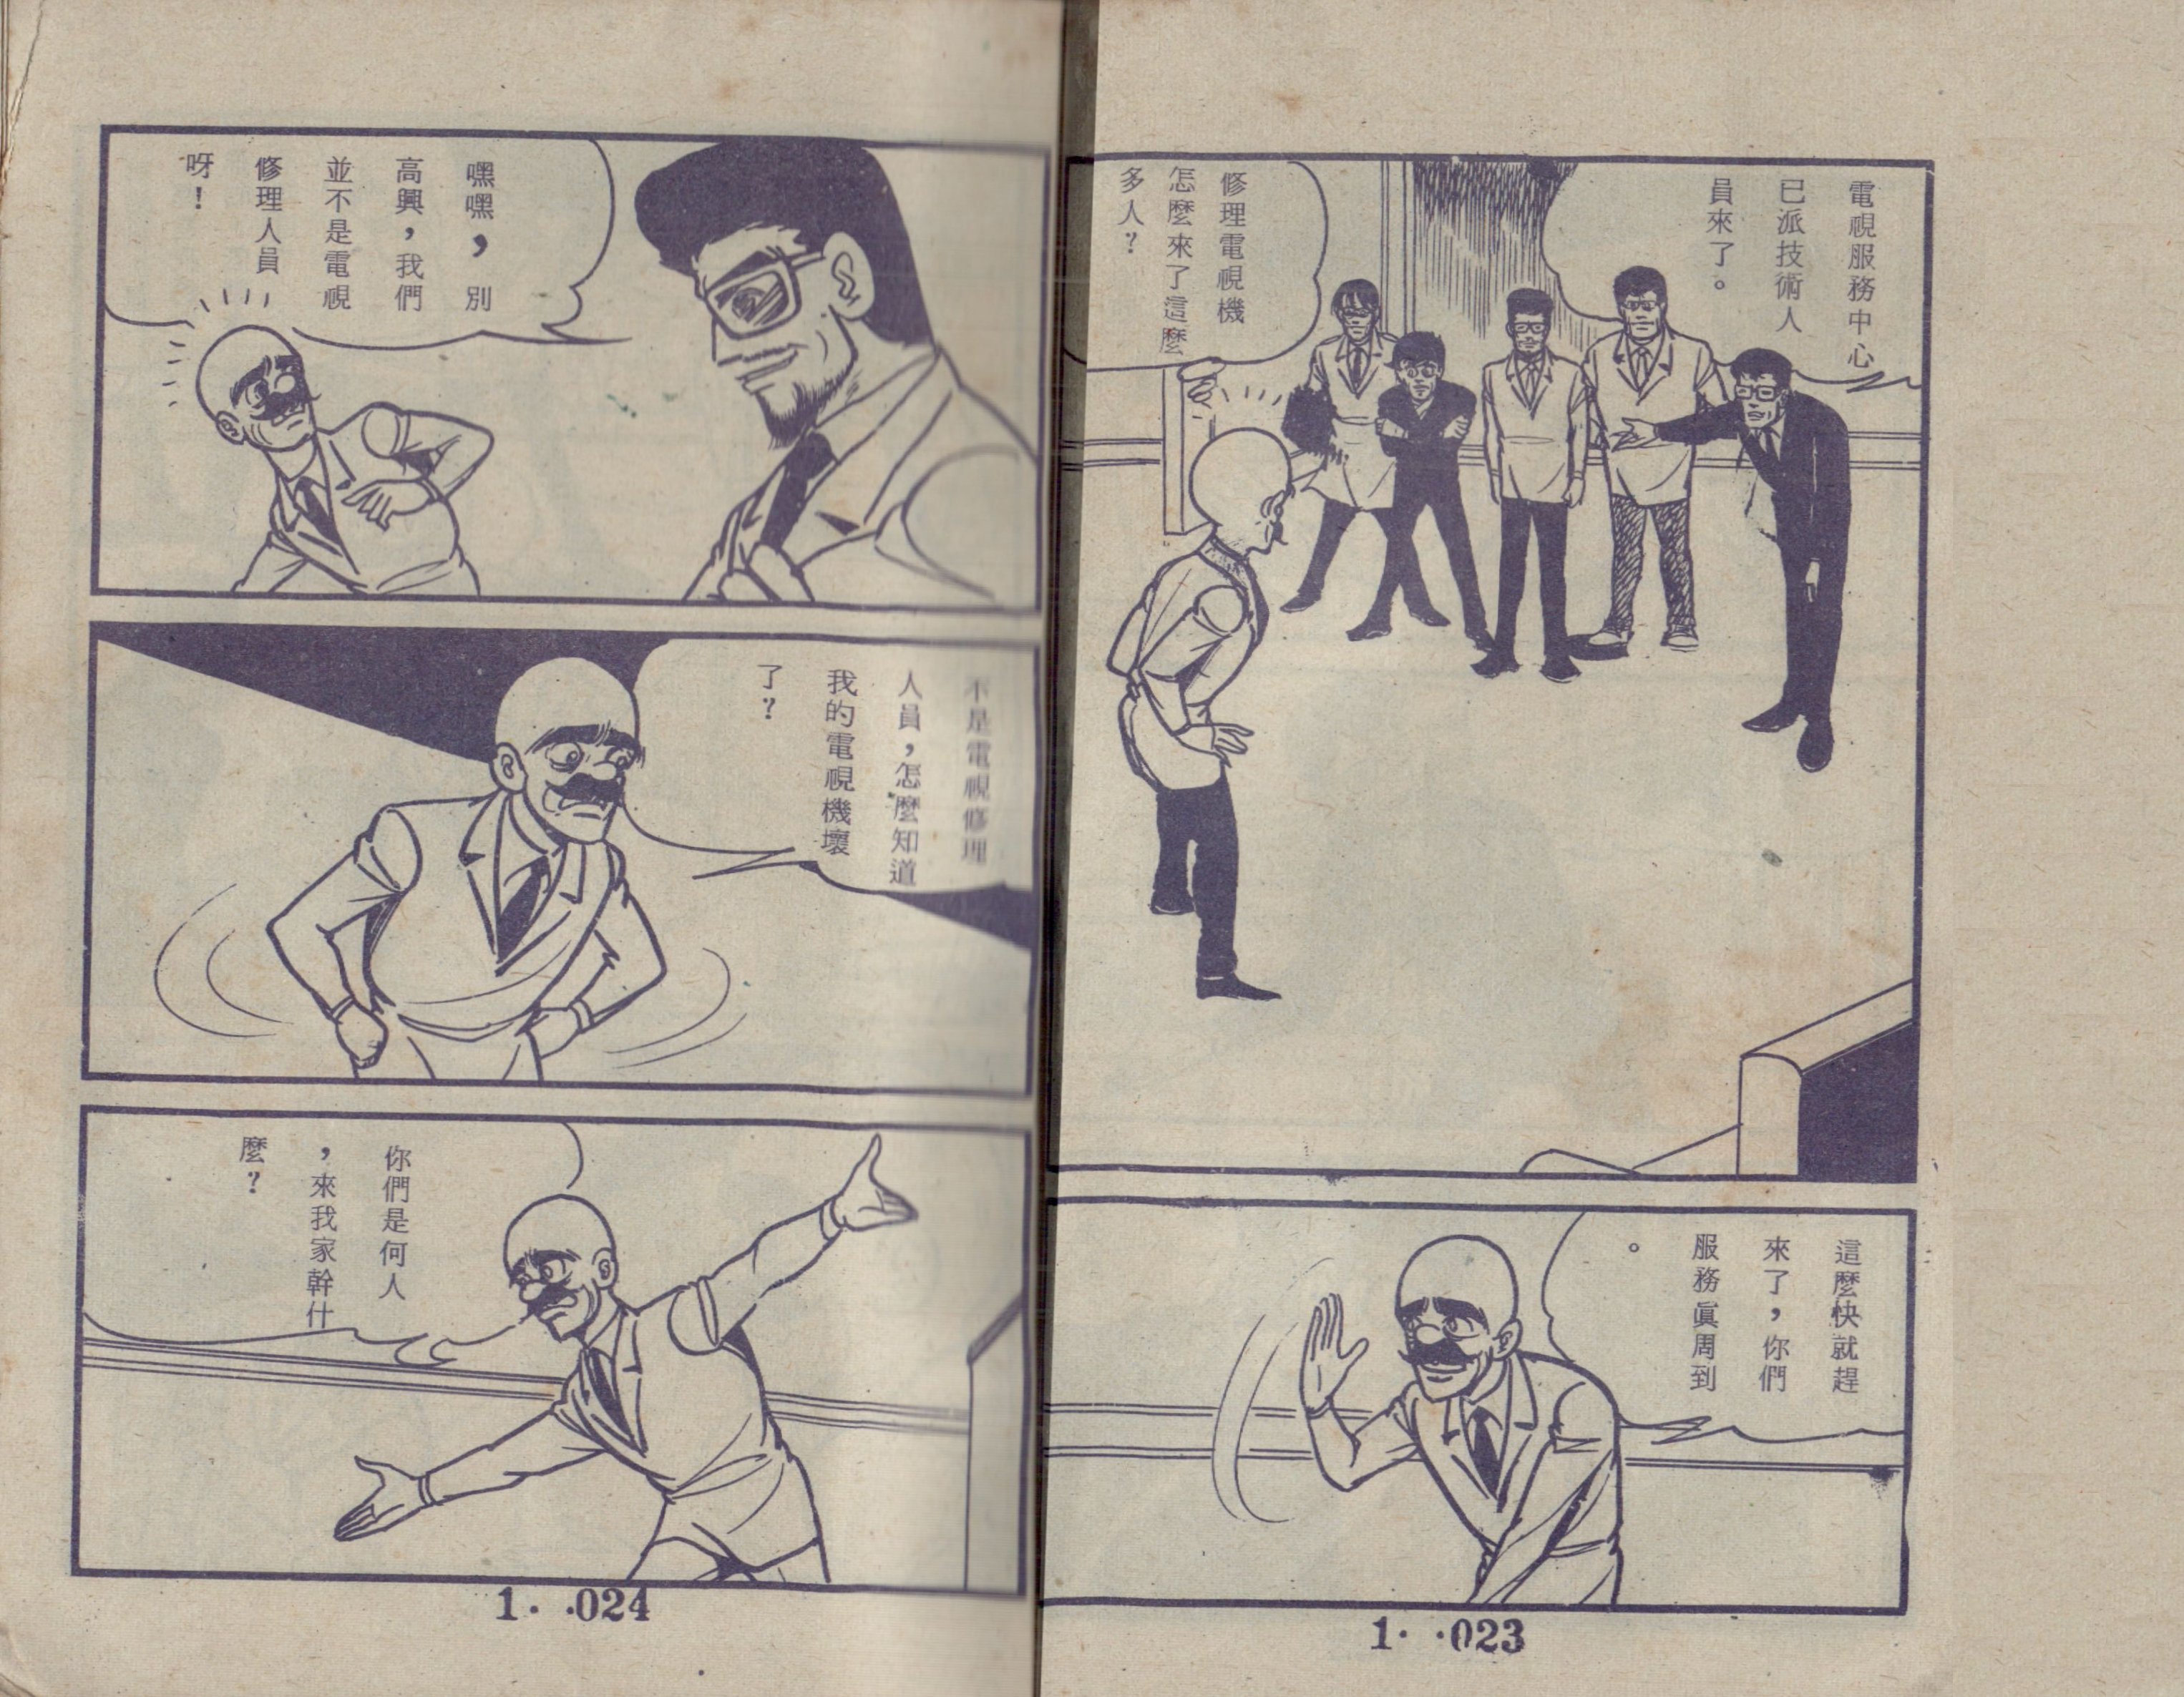 電視服務中心
已派技術人
員來了。
修理電視機
怎麼來了這麼
多人？
這麼快就趕
來了，你們
服務眞周到
。
1··023
嘿嘿，別
高興，我們
並不是電視
修理人員
呀！
不是電視修理
人員，怎麼知道
我的電視機壞
了？
你們是何人
，來我家幹什
麼？
1··024